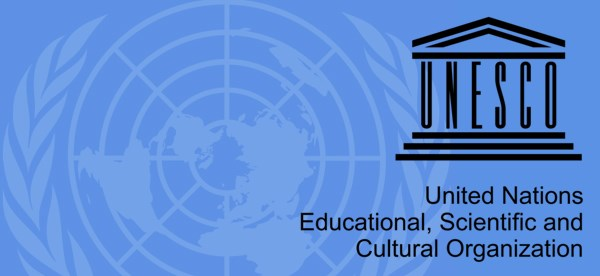 UNESCO
United Nations
Educational, Scientific and
Cultural Organization